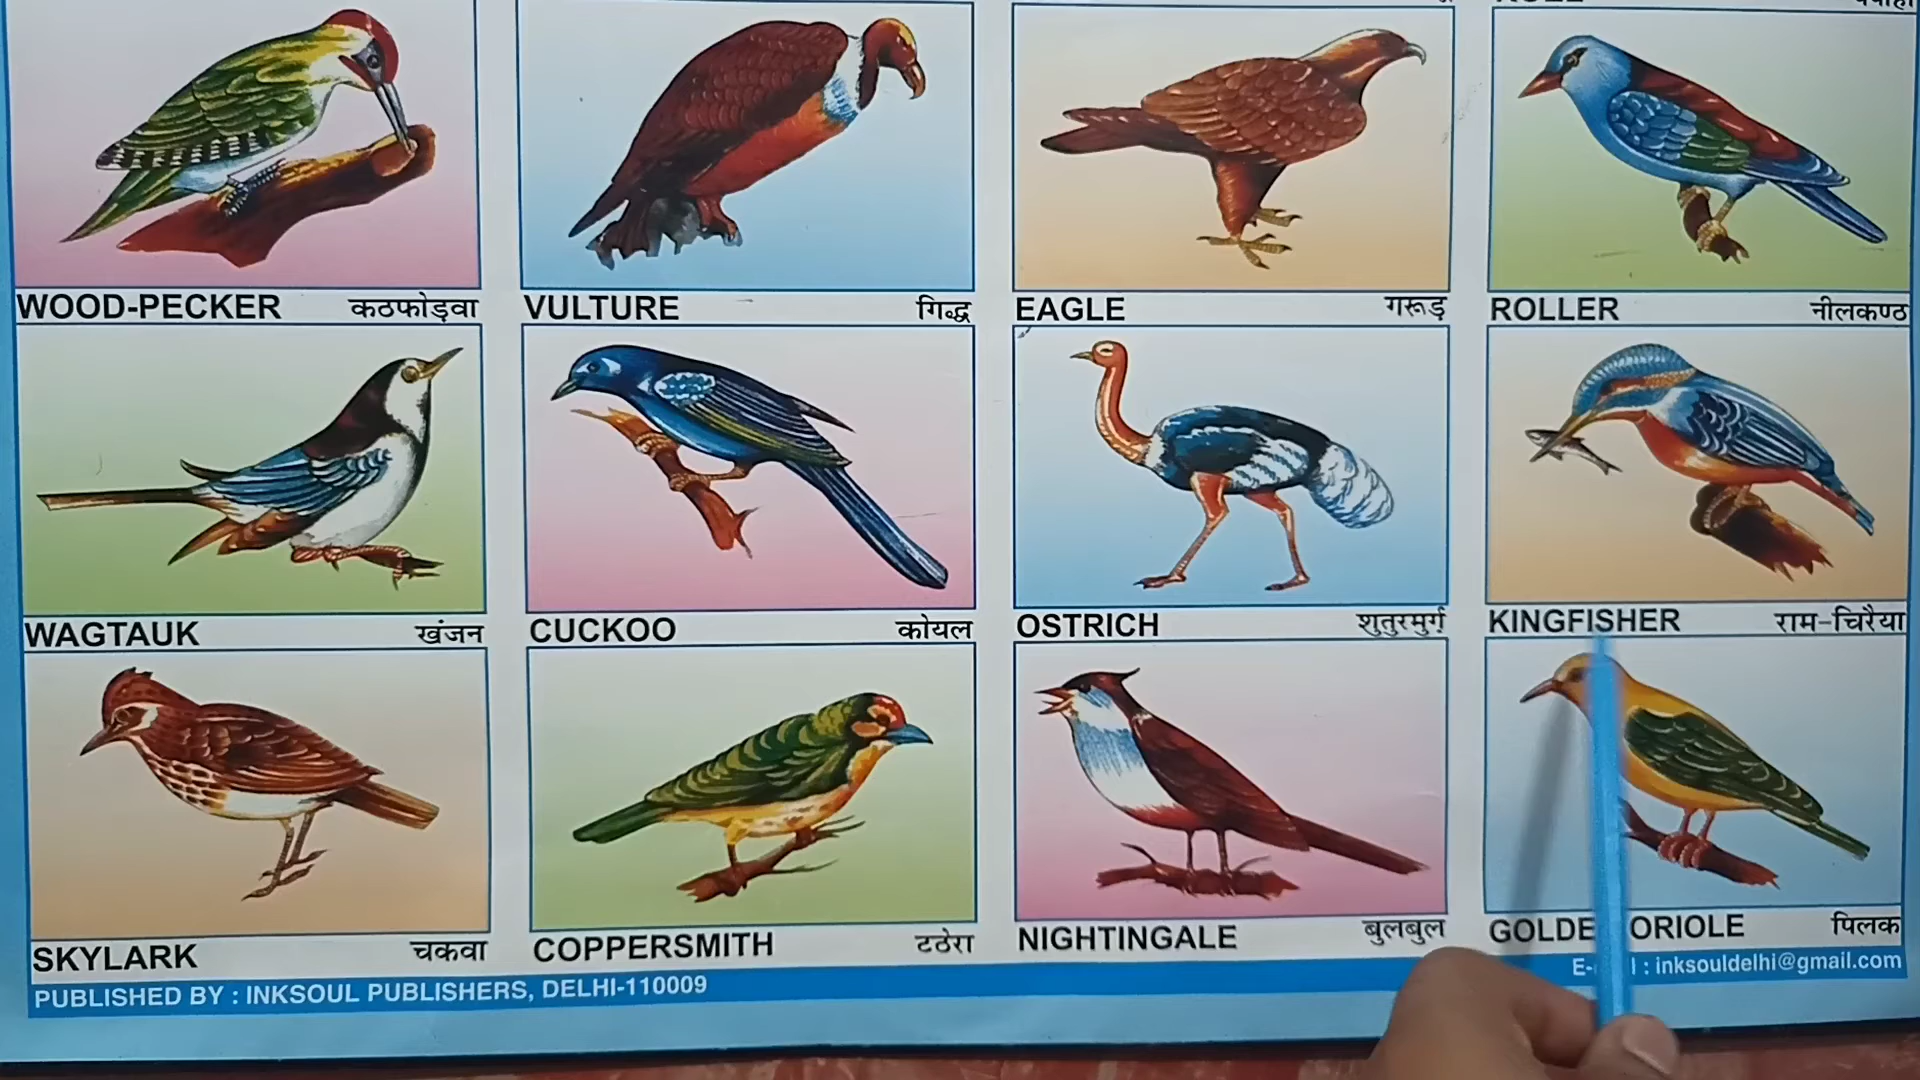 WOOD-PECKER कठफोड़वा
VULTURE गिद्ध
EAGLE गरूड़
ROLLER नीलकण्ठ
WAGTAUK खंजन
CUCKOO कोयल
OSTRICH शुतुरमुर्ग़
KINGFISHER राम-चिरैया
SKYLARK चकवा
COPPERSMITH टठेरा
NIGHTINGALE बुलबुल
ORIOLE पिलक
PUBLISHED BY : INKSOUL PUBLISHERS, DELHI-110009
: inksouldelhi@gmail.com